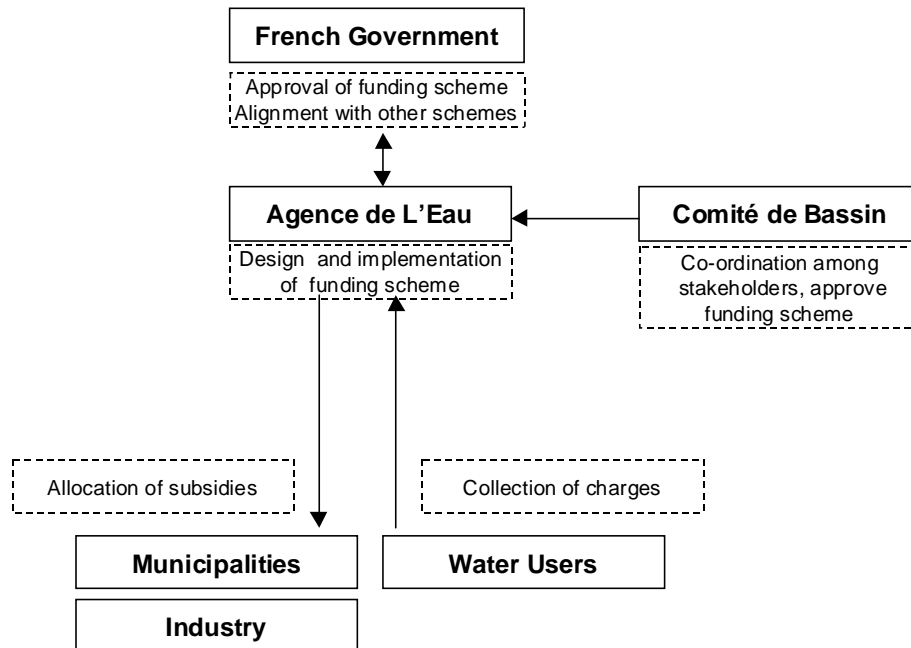 French Government
Approval of funding scheme
Alignment with other schemes
Agence de L'Eau
Design and implementation
of funding scheme
Comité de Bassin
Co-ordination among
stakeholders, approve
funding scheme
Allocation of subsidies
Collection of charges
Municipalities
Water Users
Industry